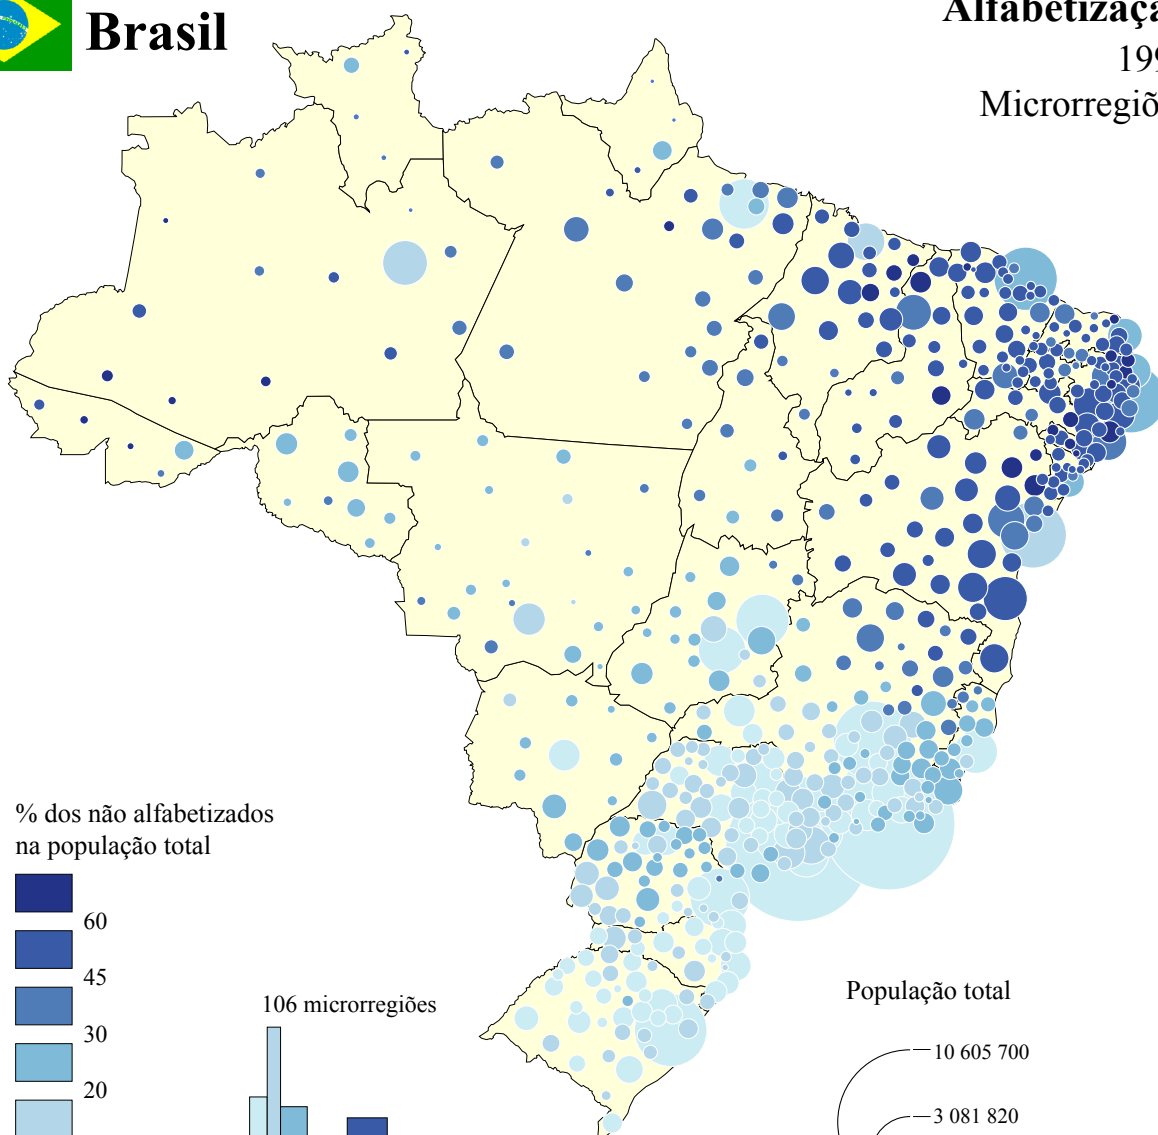 Brasil
Microrregiõ
% dos não alfabetizados
na população total
60
45
30
20
106 microrregiões
População total
10 605 700
3 081 820